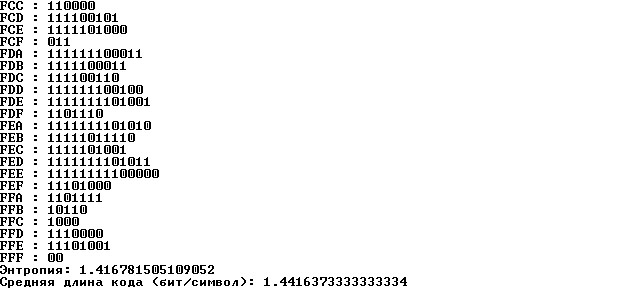 FCC : 110000
FCD : 111100101
FCE : 1111101000
FCF : 011
FDA : 111111100011
FDB : 1111100011
FDC : 111100110
FDD : 111111100100
FDE : 1111111101001
FDF : 1101110
FEA : 1111111101010
FEB : 11111011110
FEC : 1111101001
FED : 1111111101011
FEE : 11111111100000
FEF : 11101000
FFA : 1101111
FFB : 10110
FFC : 1000
FFD : 1110000
FFE : 11101001
FFF : 00
Энтропия: 1.416781505109052
Средняя длина кода (бит/символ): 1.4416373333333334